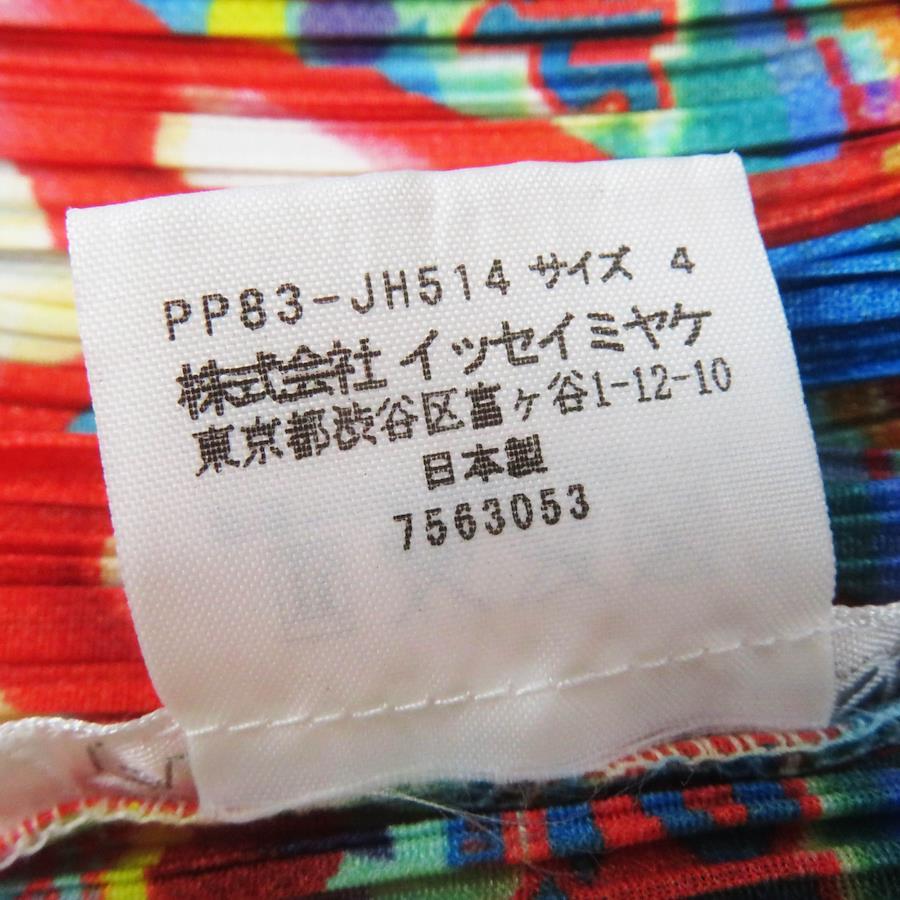 PP83-JH514 サイズ 4
株式会社 イッセイミヤケ
東京都渋谷区富ヶ谷1-12-10
日本製
7563053